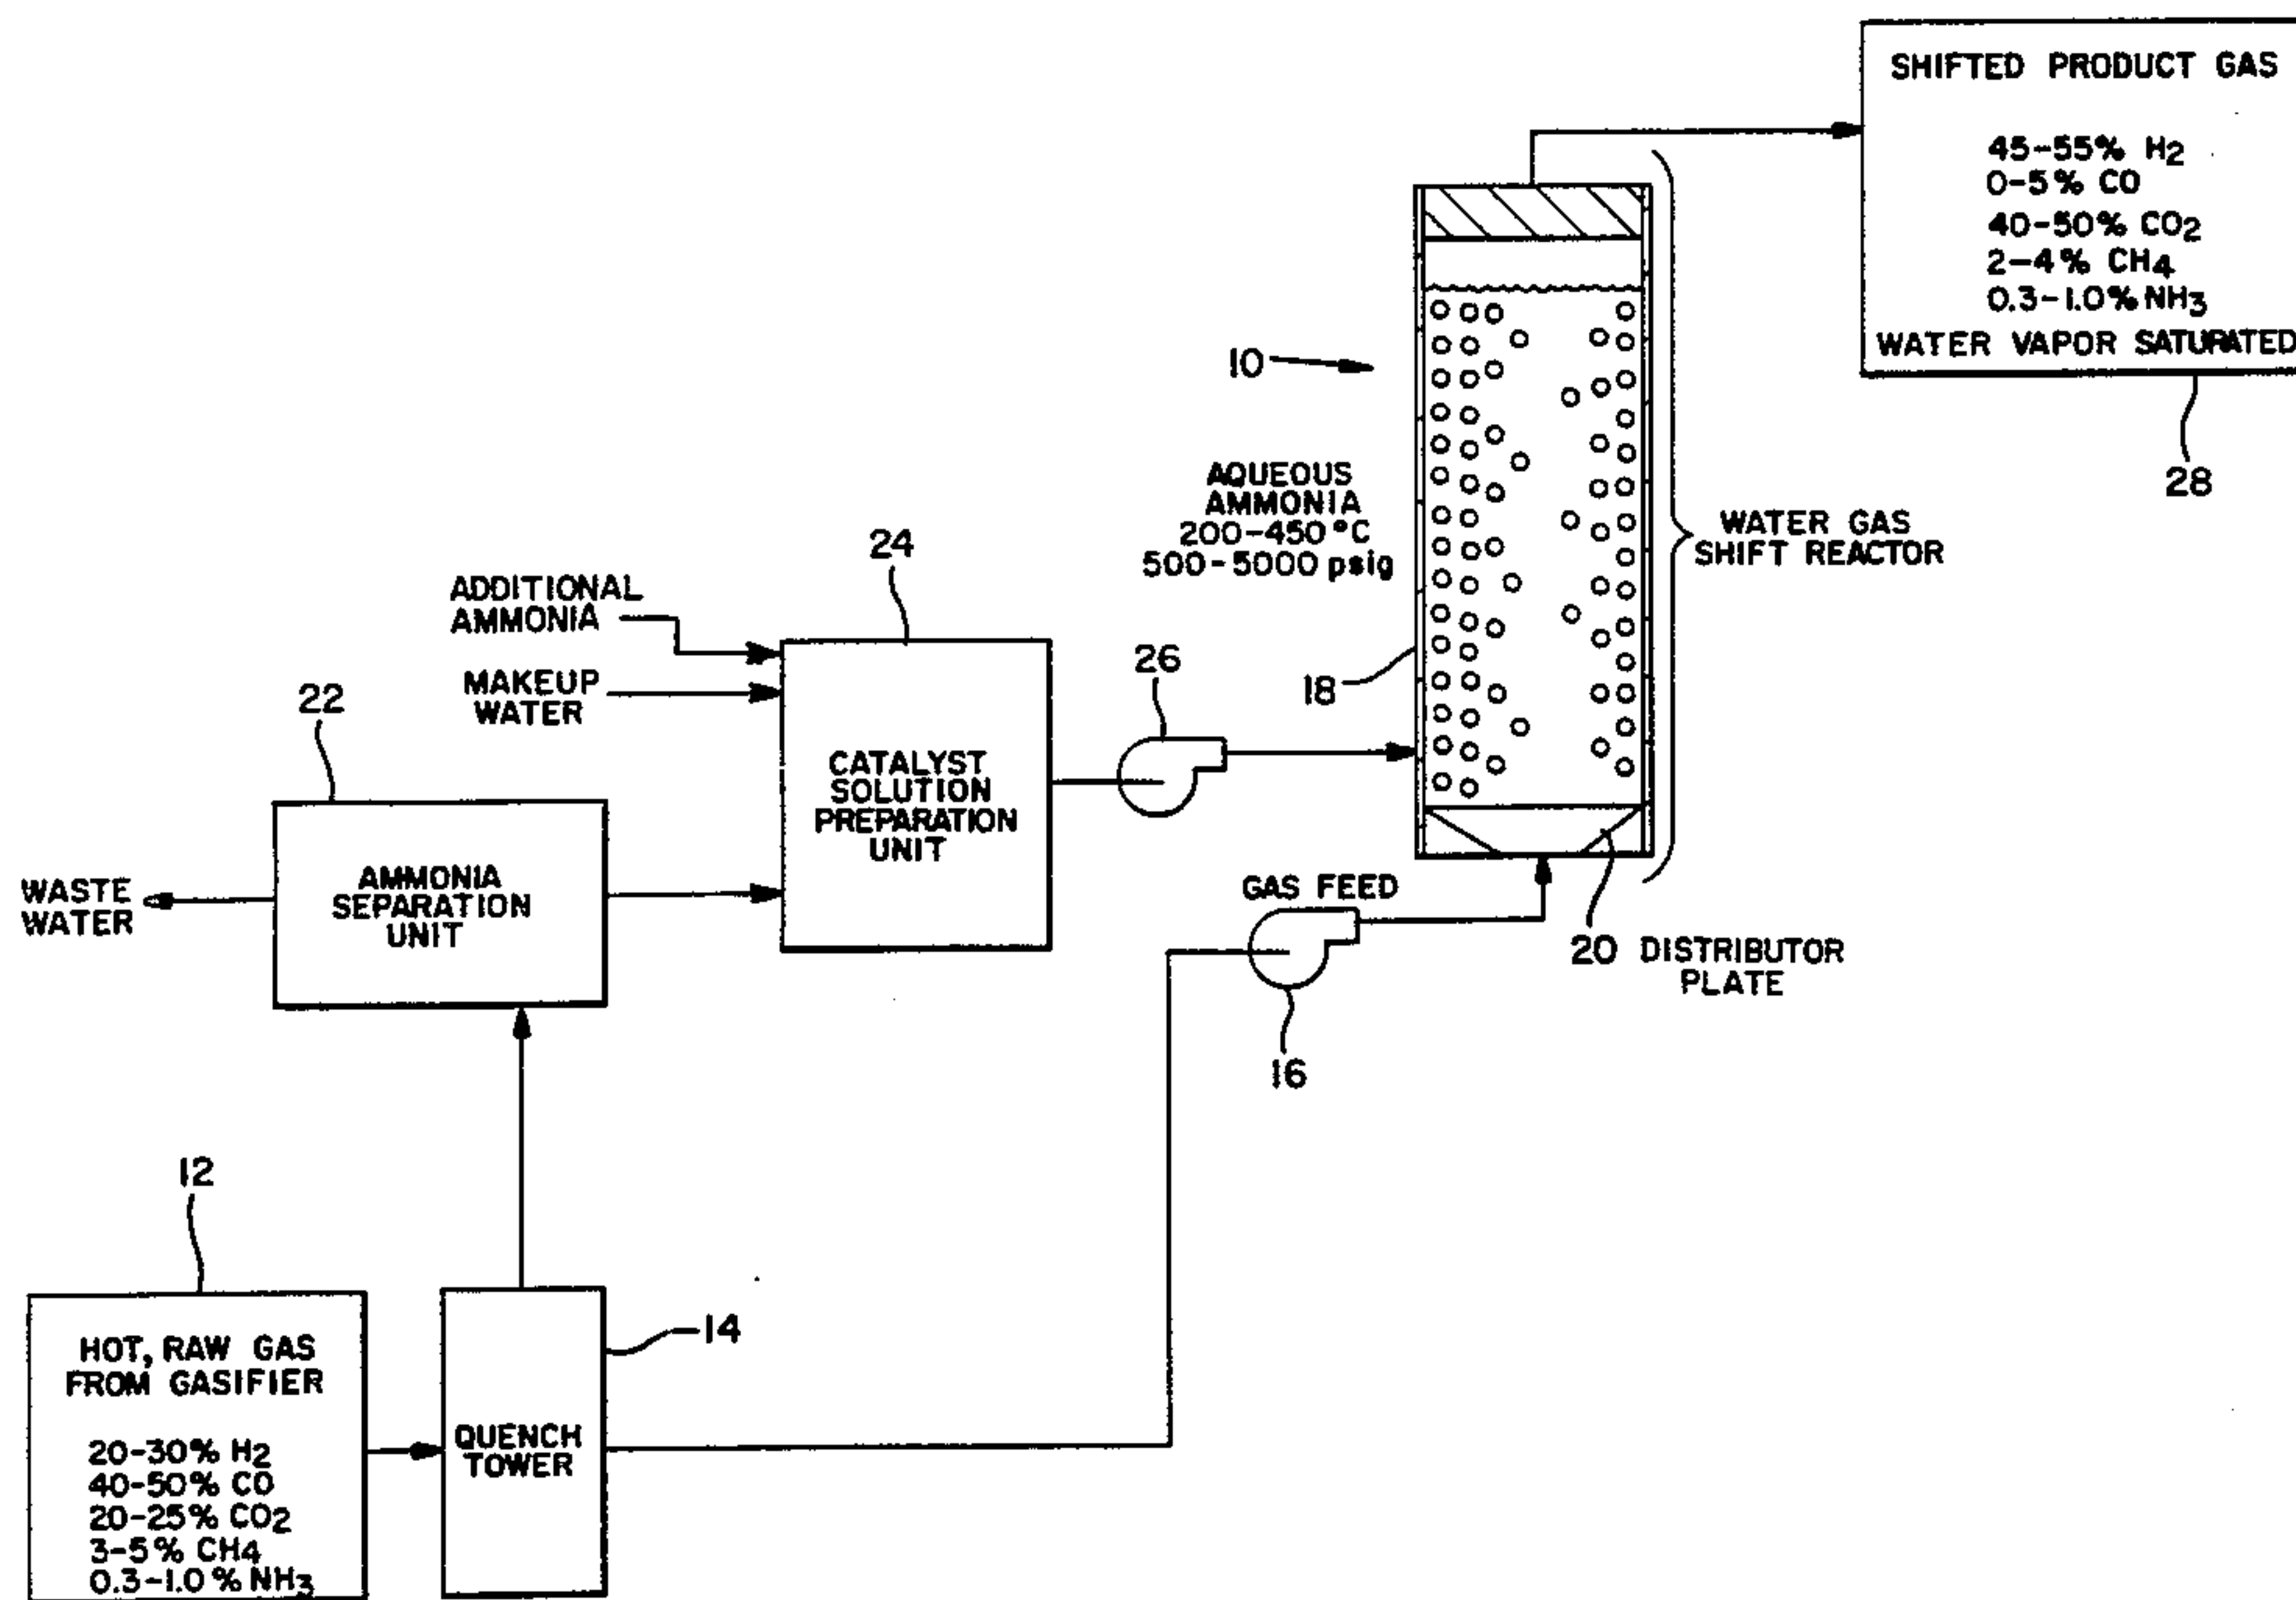 SHIFTED PRODUCT GAS
45-55% H2
0-5% CO
40-50% CO2
2-4% CH4
0.3-1.0% NH3
WATER VAPOR SATURATED
28
10
AQUEOUS
AMMONIA
200-450°C
500-5000 psig
WATER GAS
SHIFT REACTOR
18
24
ADDITIONAL
AMMONIA
MAKEUP
WATER
26
CATALYST
SOLUTION
PREPARATION
UNIT
22
WASTE
WATER
AMMONIA
SEPARATION
UNIT
GAS FEED
16
20 DISTRIBUTOR
PLATE
12
HOT, RAW GAS
FROM GASIFIER
20-30% H2
40-50% CO
20-25% CO2
3-5% CH4
0.3-1.0% NH3
14
QUENCH
TOWER